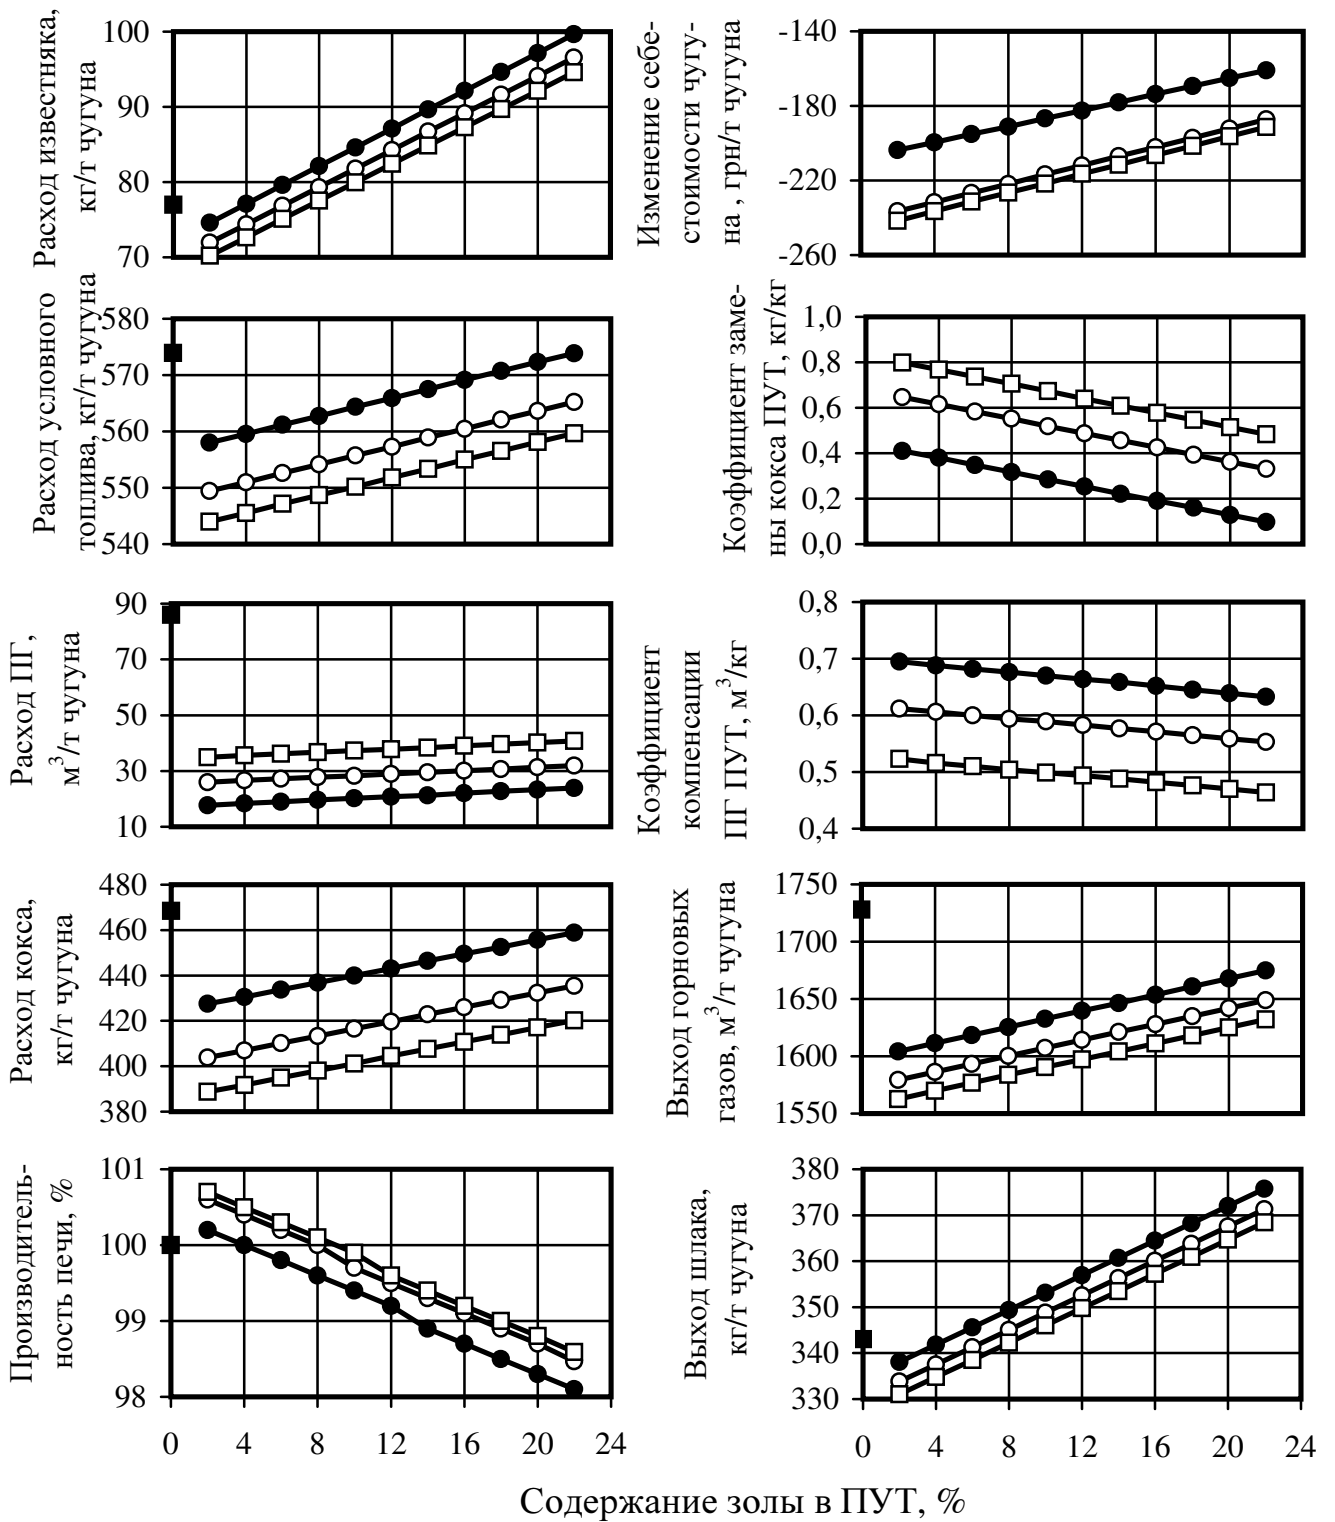 Расход известняка,
кг/т чугуна
100
90
80
70
Изменение себе-
стоимости чугу-
на , грн/т чугуна
-140
-180
-220
-260
Расход условного
топлива, кг/т чугуна
580
570
560
550
540
Коэффициент заме-
ны кокса ПУТ, кг/кг
1,0
0,8
0,6
0,4
0,2
0,0
Расход ПГ,
м³/т чугуна
90
70
50
30
10
Коэффициент
компенсации
ПГ ПУТ, м³/кг
0,8
0,7
0,6
0,5
0,4
Расход кокса,
кг/т чугуна
480
460
440
420
400
380
Выход горновых
газов, м³/т чугуна
1750
1700
1650
1600
1550
Производитель-
ность печи, %
101
100
99
98
0 4 8 12 16 20 24
Выход шлака,
кг/т чугуна
380
370
360
350
340
330
0 4 8 12 16 20 24
Содержание золы в ПУТ, %